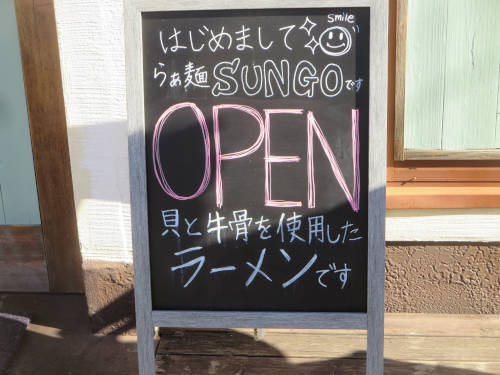 smile
はじめまして
らぁ麺 SUNGOです
OPEN
貝と牛骨を使用した
ラーメンです